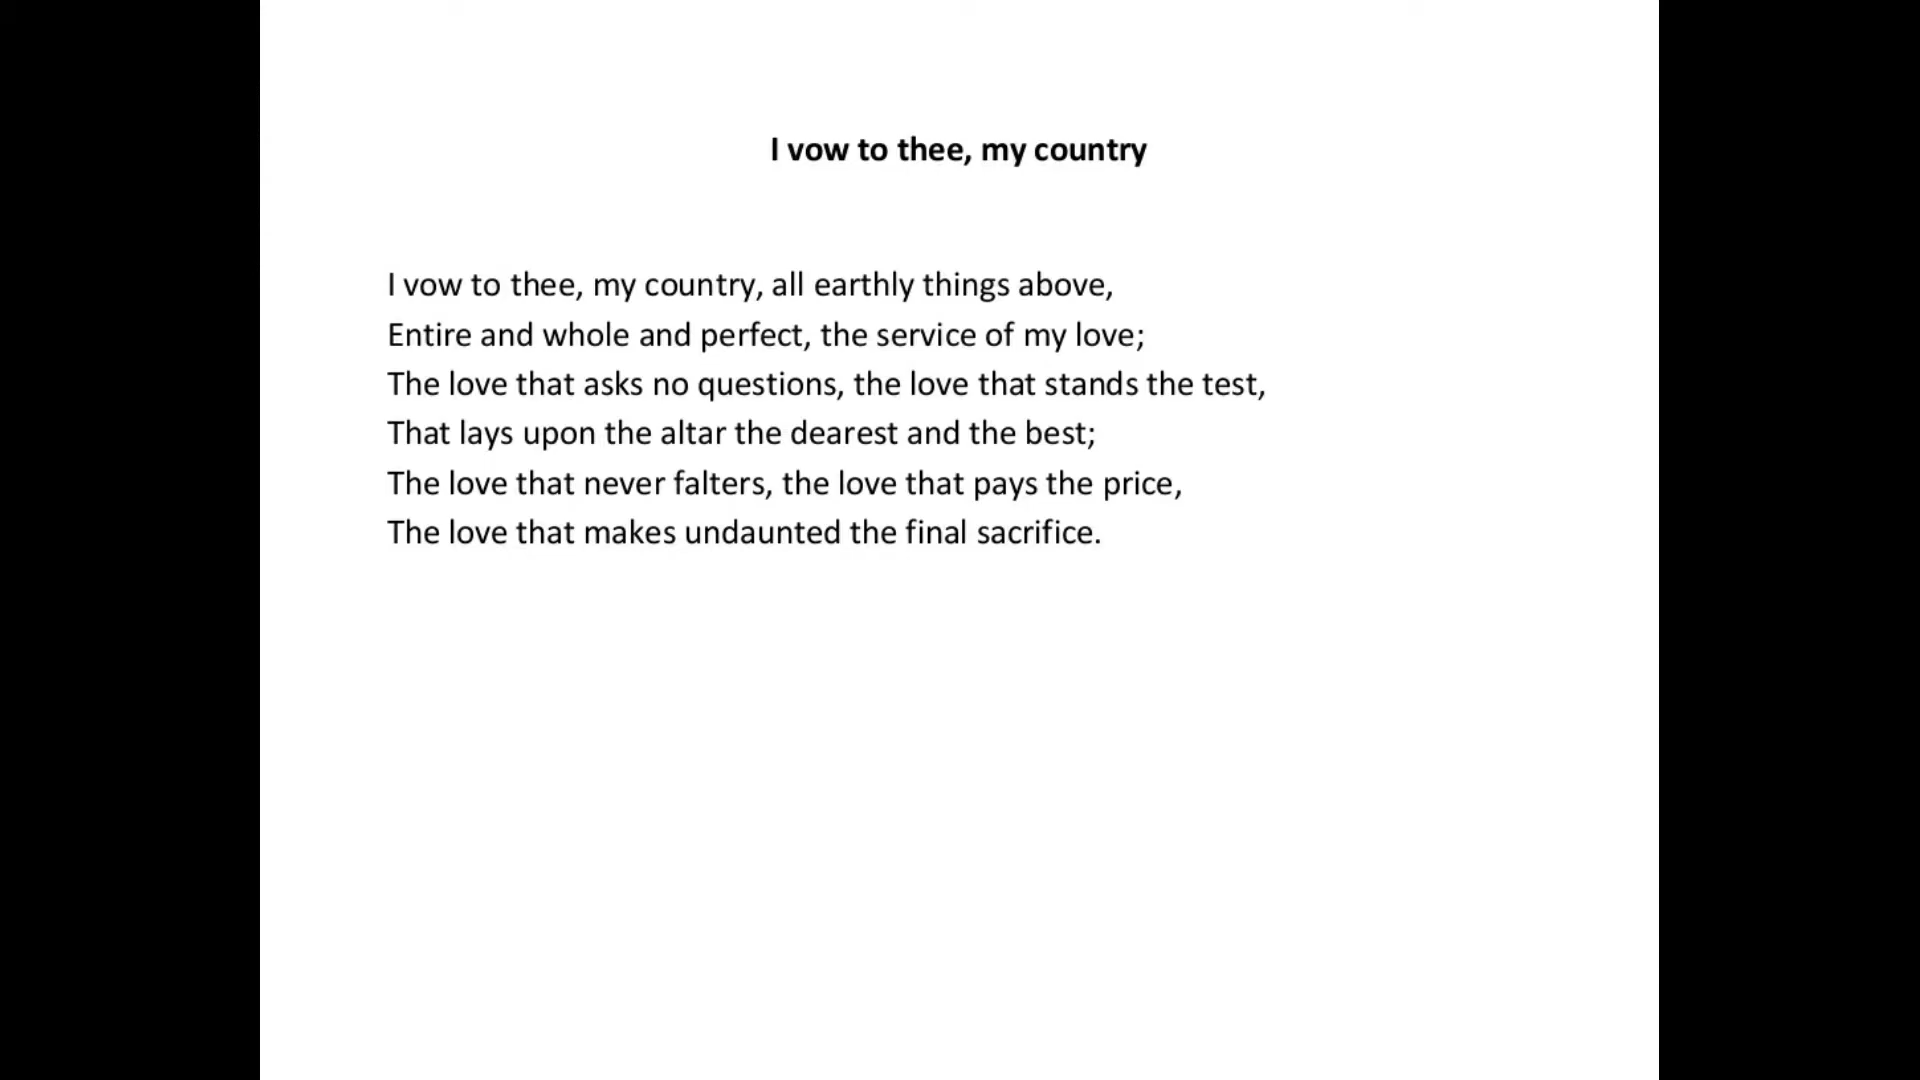 I vow to thee, my country
I vow to thee, my country, all earthly things above,
Entire and whole and perfect, the service of my love;
The love that asks no questions, the love that stands the test,
That lays upon the altar the dearest and the best;
The love that never falters, the love that pays the price,
The love that makes undaunted the final sacrifice.